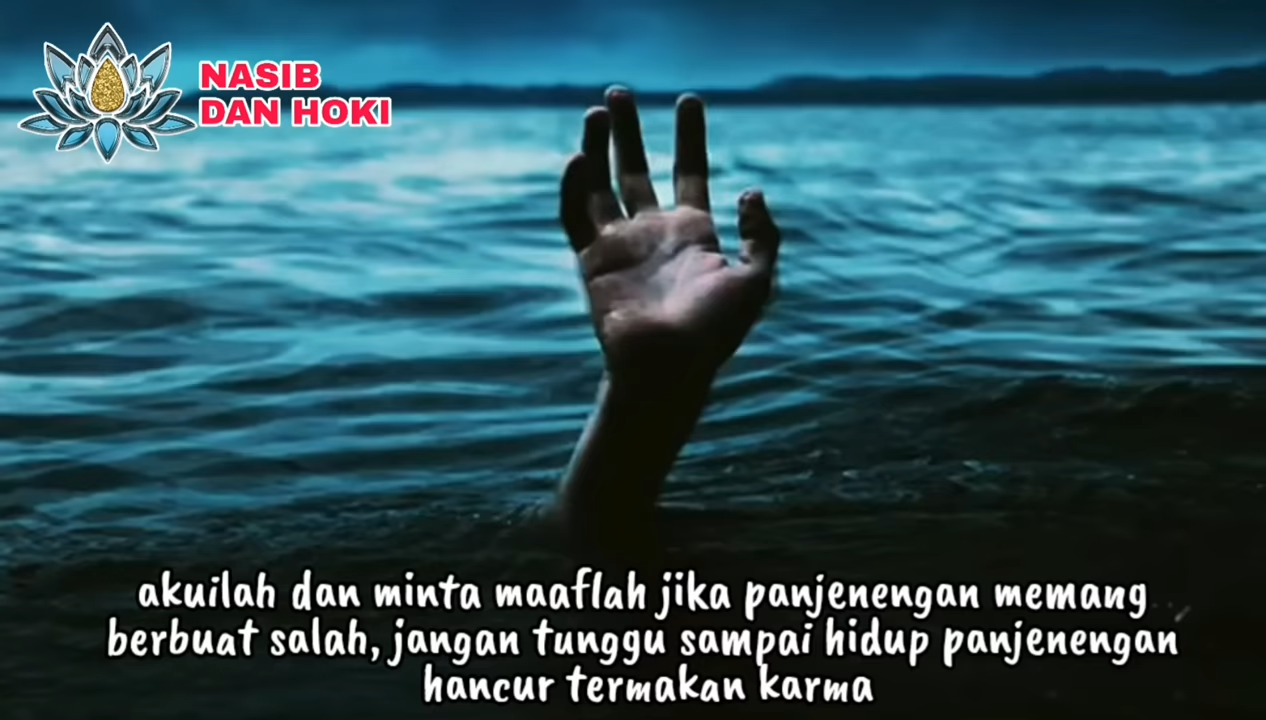 NASIB
DAN HOKI
akuilah dan minta maaflah jika panjenengan memang
berbuat salah, jangan tunggu sampai hidup panjenengan
hancur termakan karma